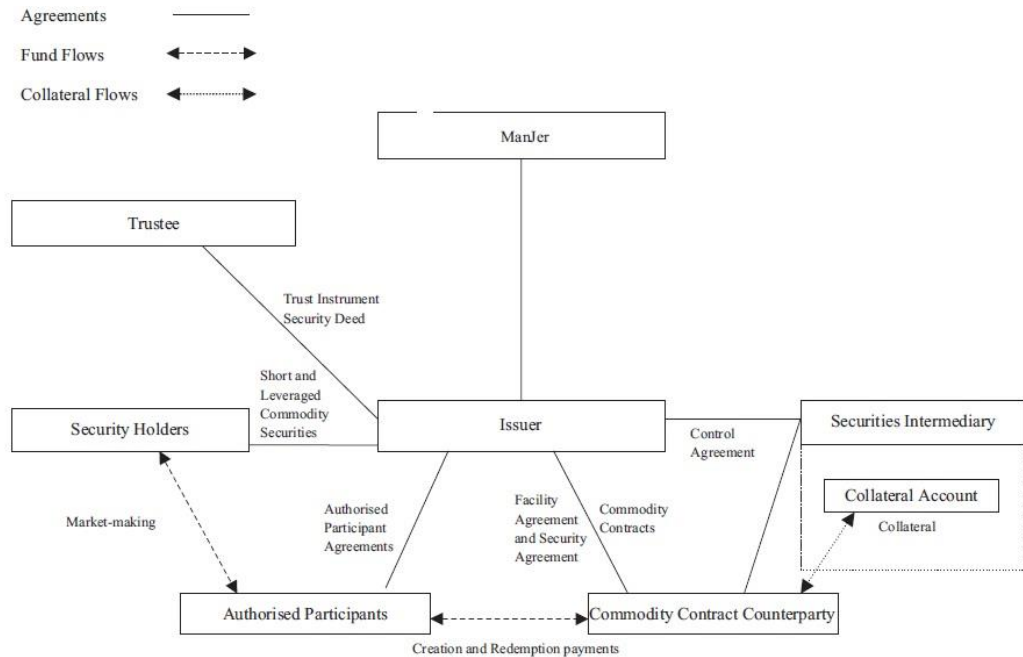 Agreements
Fund Flows
Collateral Flows
ManJer
Trustee
Trust Instrument
Security Deed
Short and
Leveraged
Commodity
Securities
Security Holders
Issuer
Control
Agreement
Securities Intermediary
Collateral Account
Collateral
Market-making
Authorised
Participant
Agreements
Facility
Agreement
and Security
Agreement
Commodity
Contracts
Authorised Participants
Commodity Contract Counterparty
Creation and Redemption payments